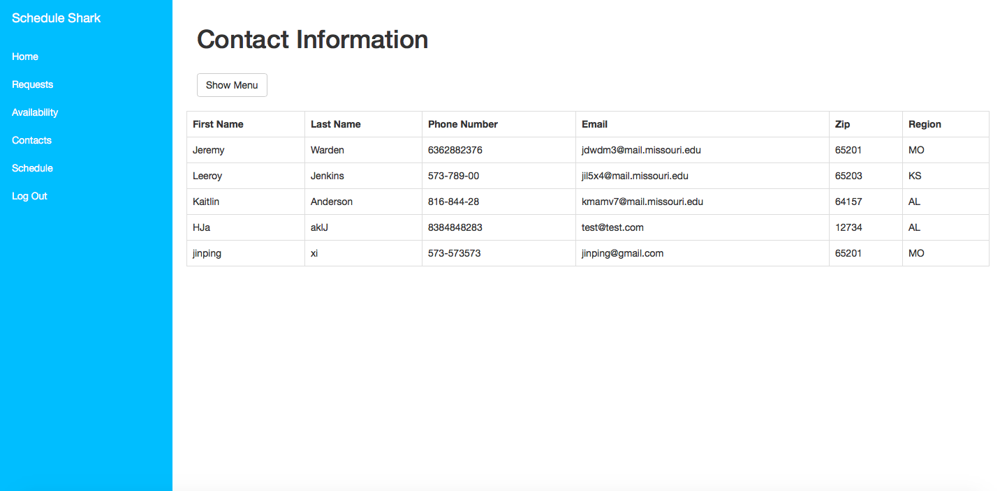 Schedule Shark
Home
Requests
Availability
Contacts
Schedule
Log Out
Contact Information
Show Menu
First Name Last Name Phone Number Email Zip Region
Jeremy Warden 6362882376 jdwdm3@mail.missouri.edu 65201 MO
Leeroy Jenkins 573-789-00 jil5x4@mail.missouri.edu 65203 KS
Kaitlin Anderson 816-844-28 kmamv7@mail.missouri.edu 64157 AL
HJa aklJ 8384848283 test@test.com 12734 AL
jinping xi 573-573573 jinping@gmail.com 65201 MO